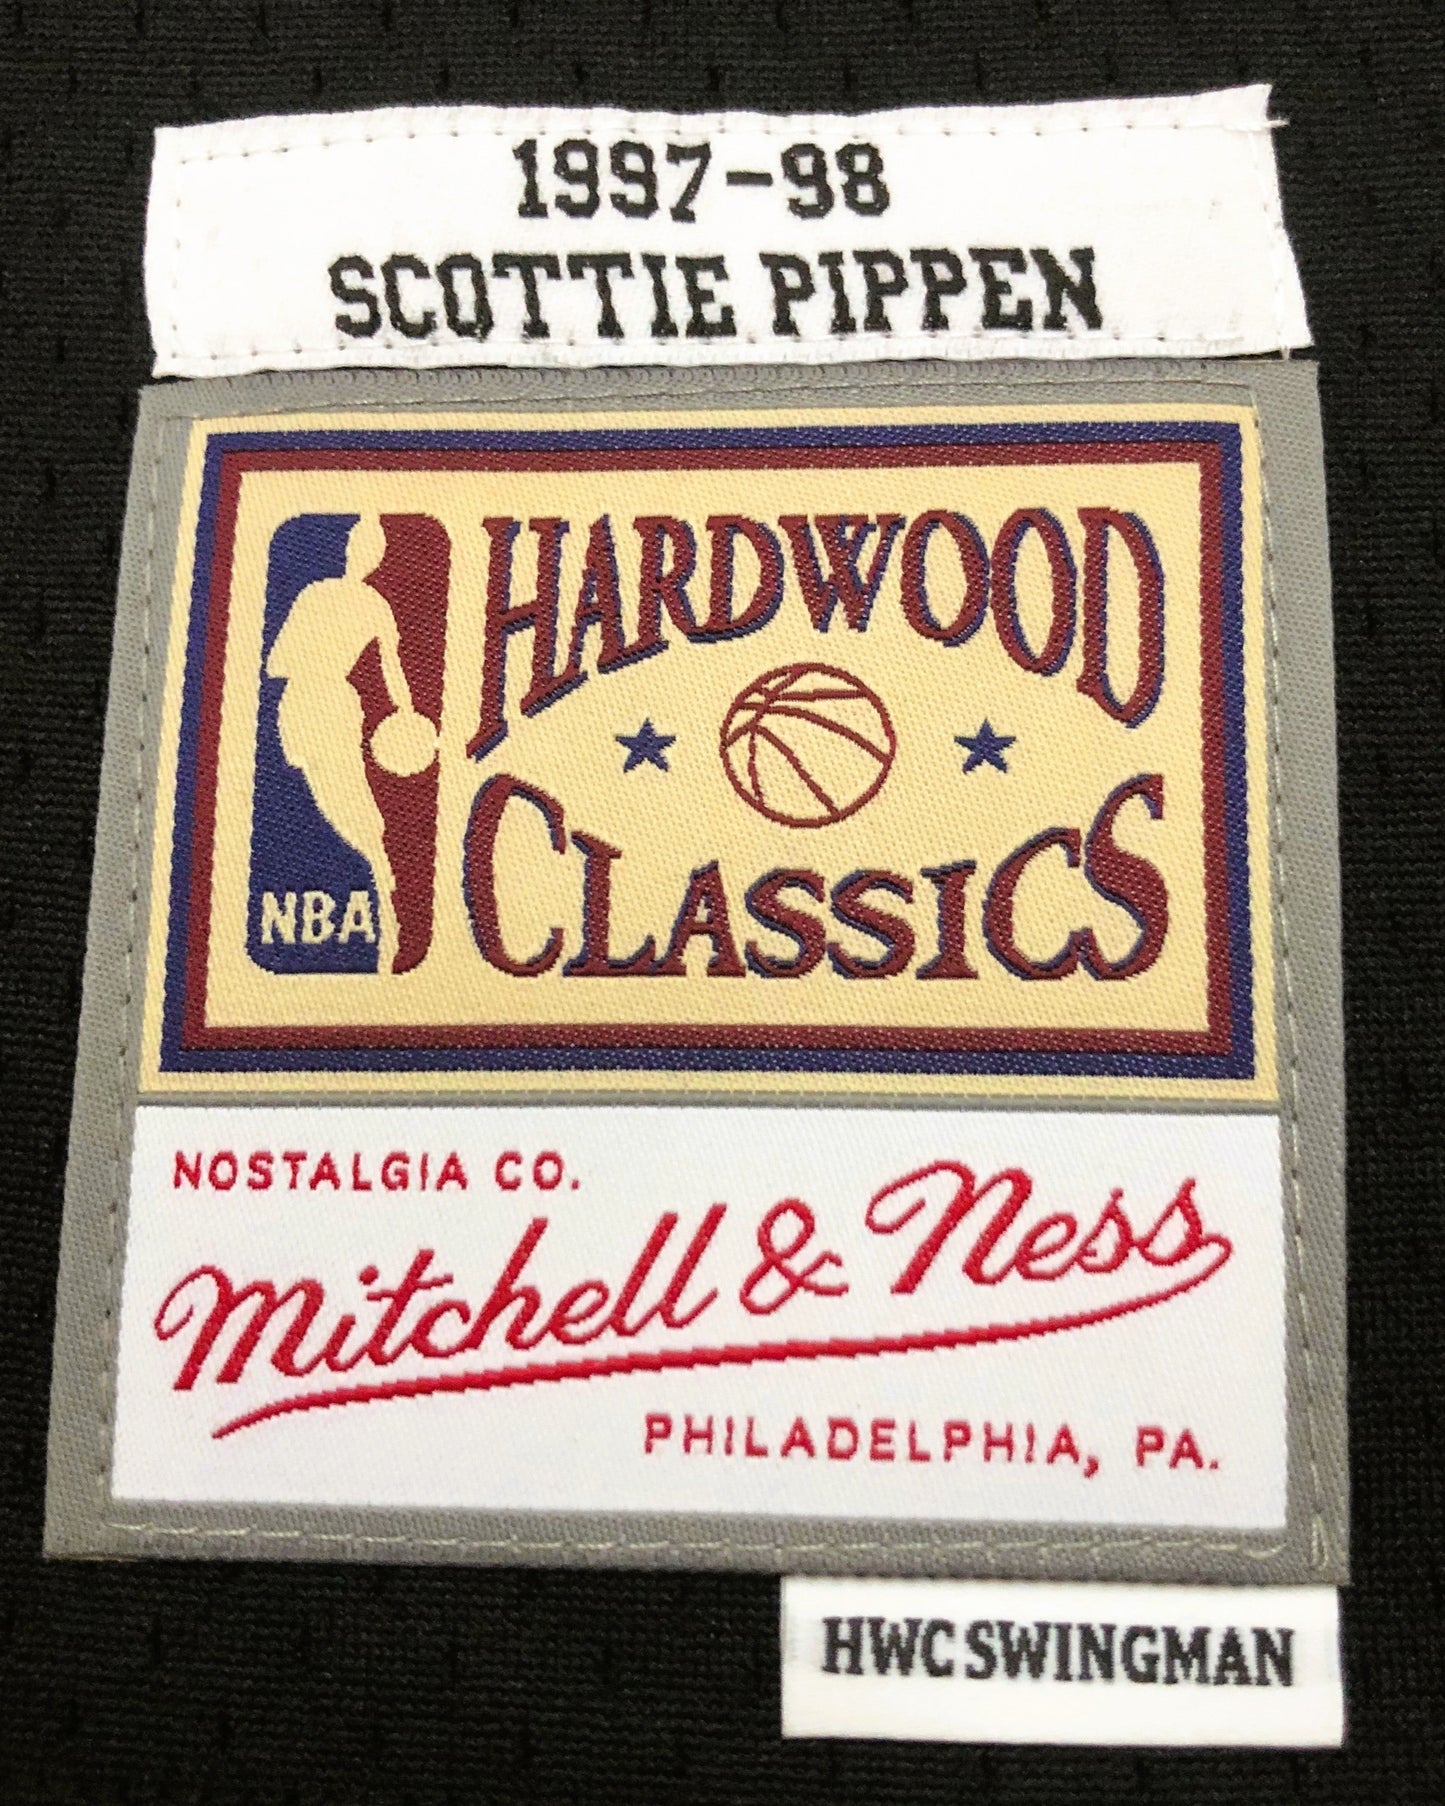 1997-98
SCOTTIE PIPPEN
HARDWOOD
CLASSICS
NBA
NOSTALGIA CO.
Mitchell & Ness
PHILADELPHIA, PA.
HWC SWINGMAN